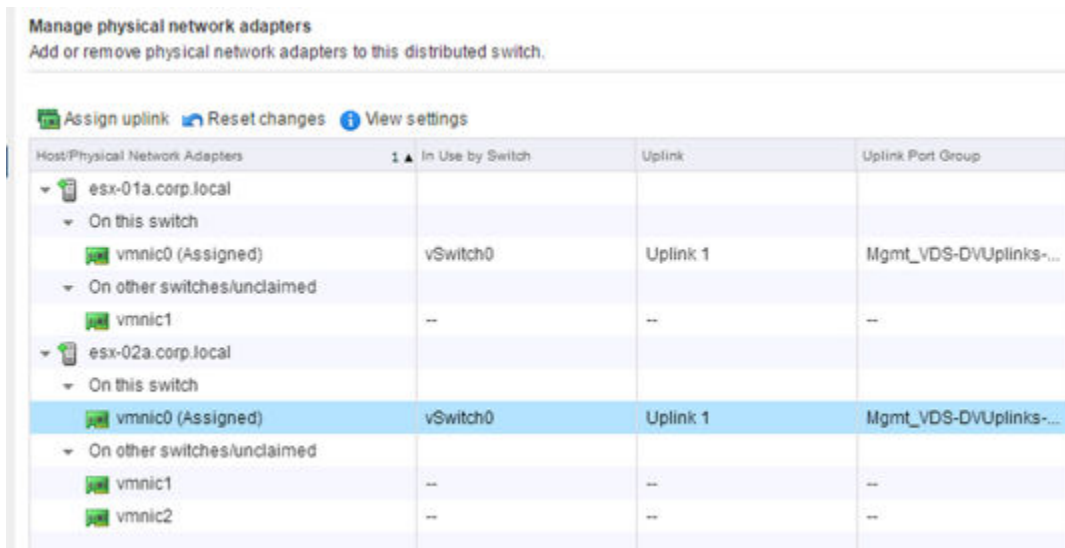 Manage physical network adapters
Add or remove physical network adapters to this distributed switch.
Assign uplink Reset changes View settings
Host/Physical Network Adapters 1 ▲ In Use by Switch Uplink Uplink Port Group
esx-01a.corp.local
On this switch
vmnic0 (Assigned) vSwitch0 Uplink 1 Mgmt_VDS-DVUplinks-...
On other switches/unclaimed
vmnic1 -- -- --
esx-02a.corp.local
On this switch
vmnic0 (Assigned) vSwitch0 Uplink 1 Mgmt_VDS-DVUplinks-...
On other switches/unclaimed
vmnic1 -- -- --
vmnic2 -- -- --